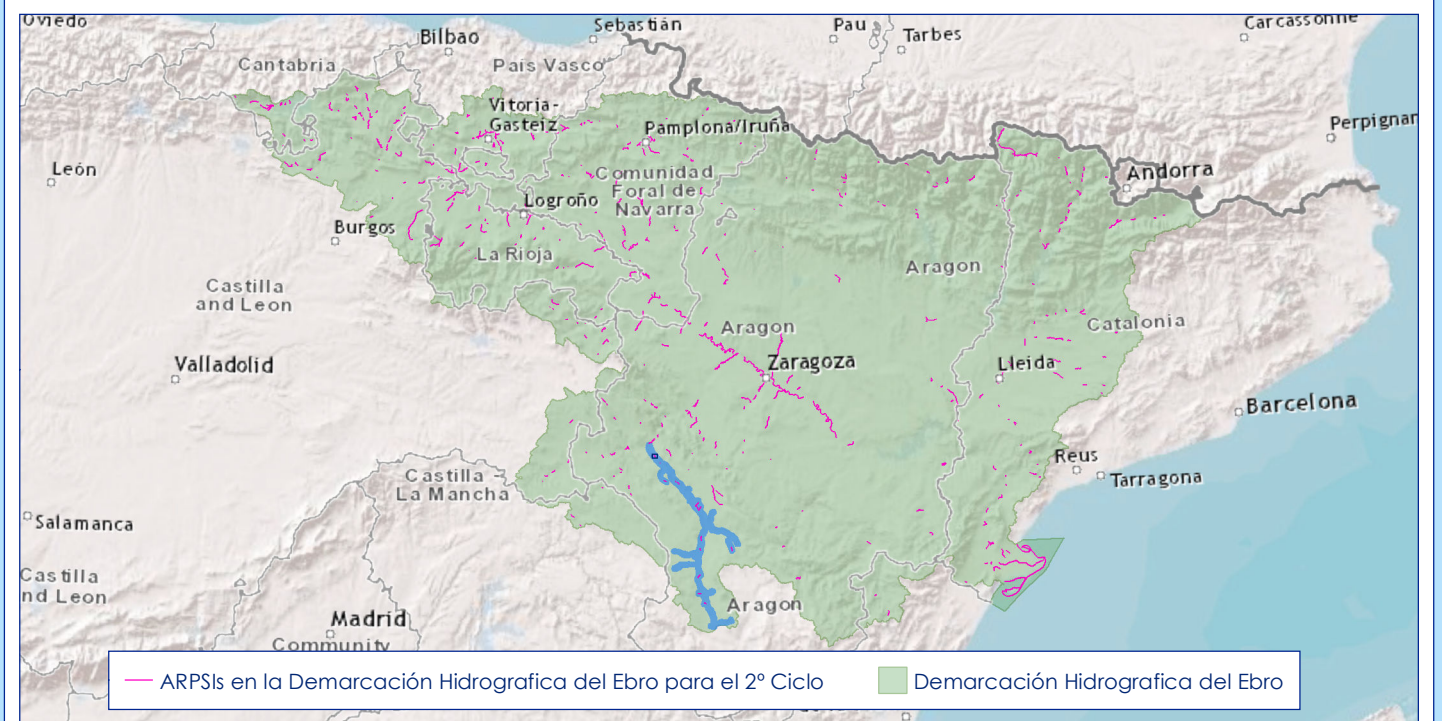 Oviedo
Sebastián
Pau
Tarbes
Carcassonne
Bilbao
Cantabria
País Vasco
Vitoria-
Gasteiz
Pamplona/Iruña
Perpignan
León
Comunidad
Foral de
Navarra
Andorra
Logroño
Burgos
La Rioja
Aragon
Castilla
and Leon
Aragon
Catalonia
Valladolid
Zaragoza
Lleida
Barcelona
Reus
Castilla
La Mancha
Tarragona
Salamanca
Castilla
nd Leon
Aragon
Madrid
Community
ARPSIs en la Demarcación Hidrografica del Ebro para el 2º Ciclo
Demarcación Hidrografica del Ebro